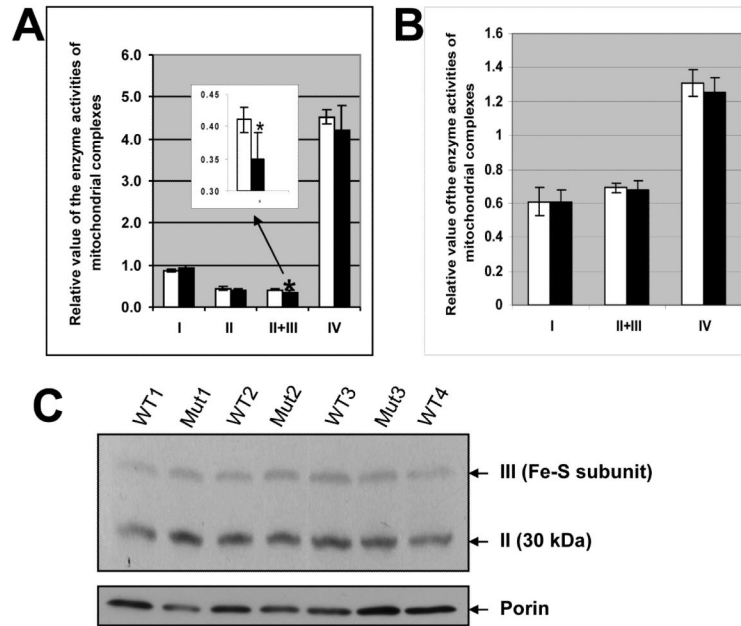 A
Relative value of the enzyme activities of
mitochondrial complexes
6.0
5.0
4.0
3.0
2.0
1.0
0.0
0.45
0.40
0.35
0.30
*
*
I II II+III IV
B
Relative value of the enzyme activities of
mitochondrial complexes
1.6
1.4
1.2
1
0.8
0.6
0.4
0.2
0
I II+III IV
C
WT1 Mut1 WT2 Mut2 WT3 Mut3 WT4
III (Fe-S subunit)
II (30 kDa)
Porin